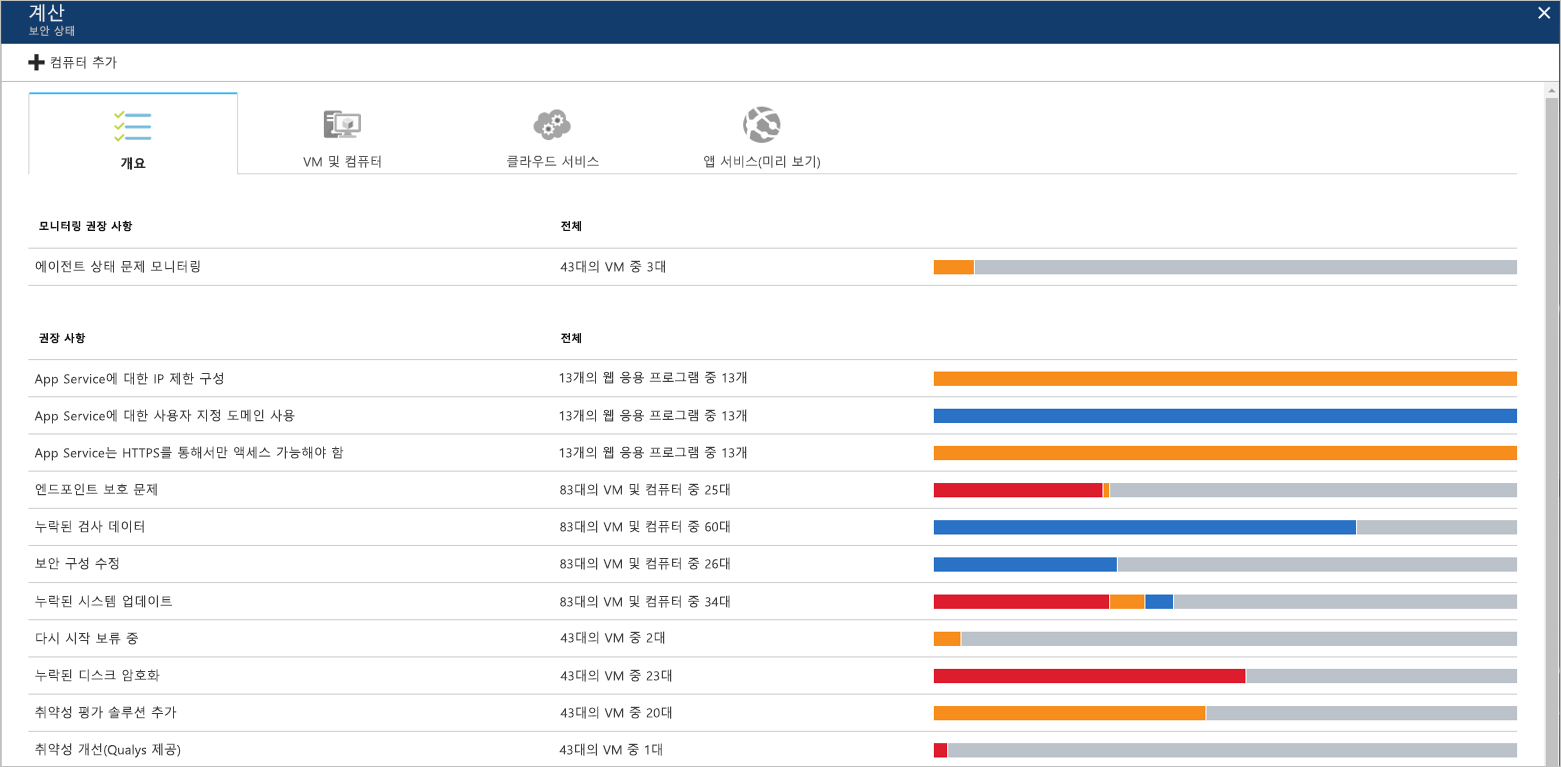 계산
보안 상태
컴퓨터 추가
개요
VM 및 컴퓨터
클라우드 서비스
앱 서비스(미리 보기)
모니터링 권장 사항 전체
에이전트 상태 문제 모니터링 43대의 VM 중 3대
권장 사항 전체
App Service에 대한 IP 제한 구성 13개의 웹 응용 프로그램 중 13개
App Service에 대한 사용자 지정 도메인 사용 13개의 웹 응용 프로그램 중 13개
App Service는 HTTPS를 통해서만 액세스 가능해야 함 13개의 웹 응용 프로그램 중 13개
엔드포인트 보호 문제 83대의 VM 및 컴퓨터 중 25대
누락된 검사 데이터 83대의 VM 및 컴퓨터 중 60대
보안 구성 수정 83대의 VM 및 컴퓨터 중 26대
누락된 시스템 업데이트 83대의 VM 및 컴퓨터 중 34대
다시 시작 보류 중 43대의 VM 중 2대
누락된 디스크 암호화 43대의 VM 중 23대
취약성 평가 솔루션 추가 43대의 VM 중 20대
취약성 개선(Qualys 제공) 43대의 VM 중 1대